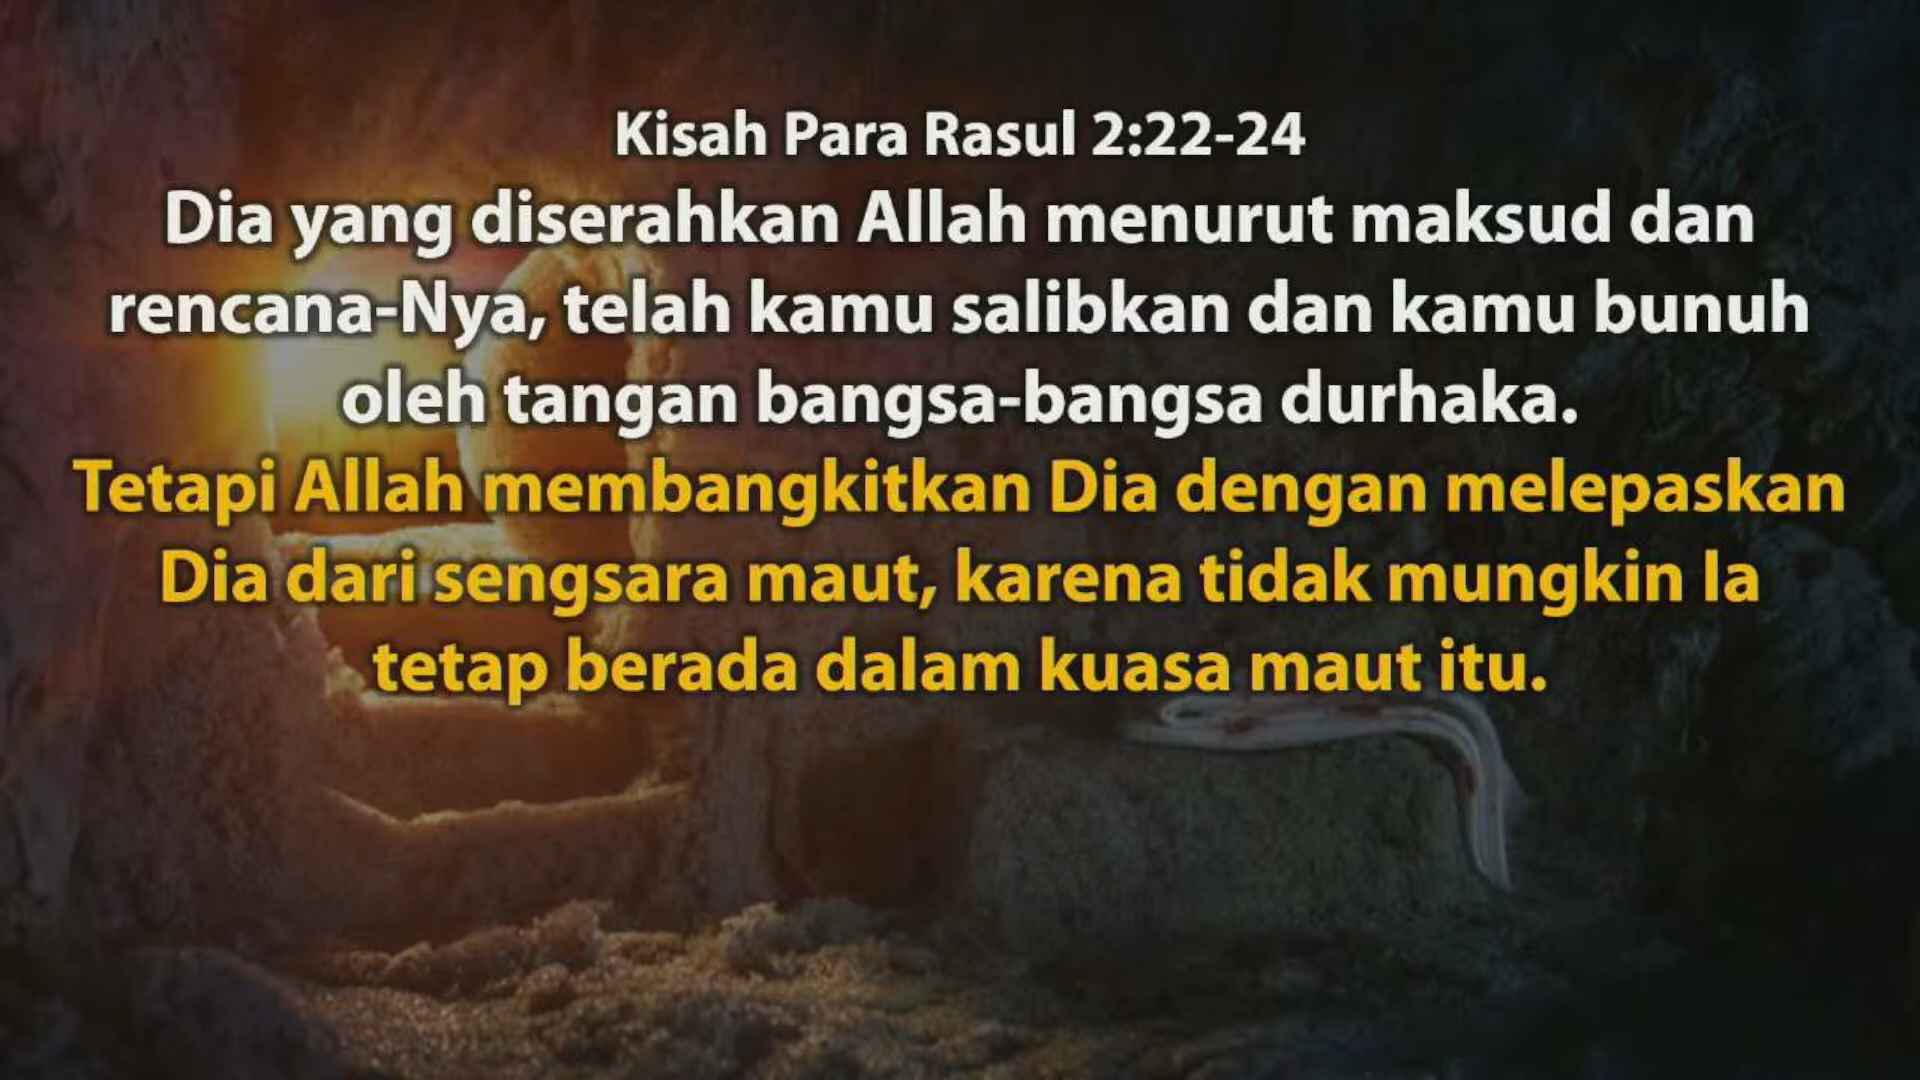 Kisah Para Rasul 2:22-24
Dia yang diserahkan Allah menurut maksud dan
rencana-Nya, telah kamu salibkan dan kamu bunuh
oleh tangan bangsa-bangsa durhaka.
Tetapi Allah membangkitkan Dia dengan melepaskan
Dia dari sengsara maut, karena tidak mungkin Ia
tetap berada dalam kuasa maut itu.